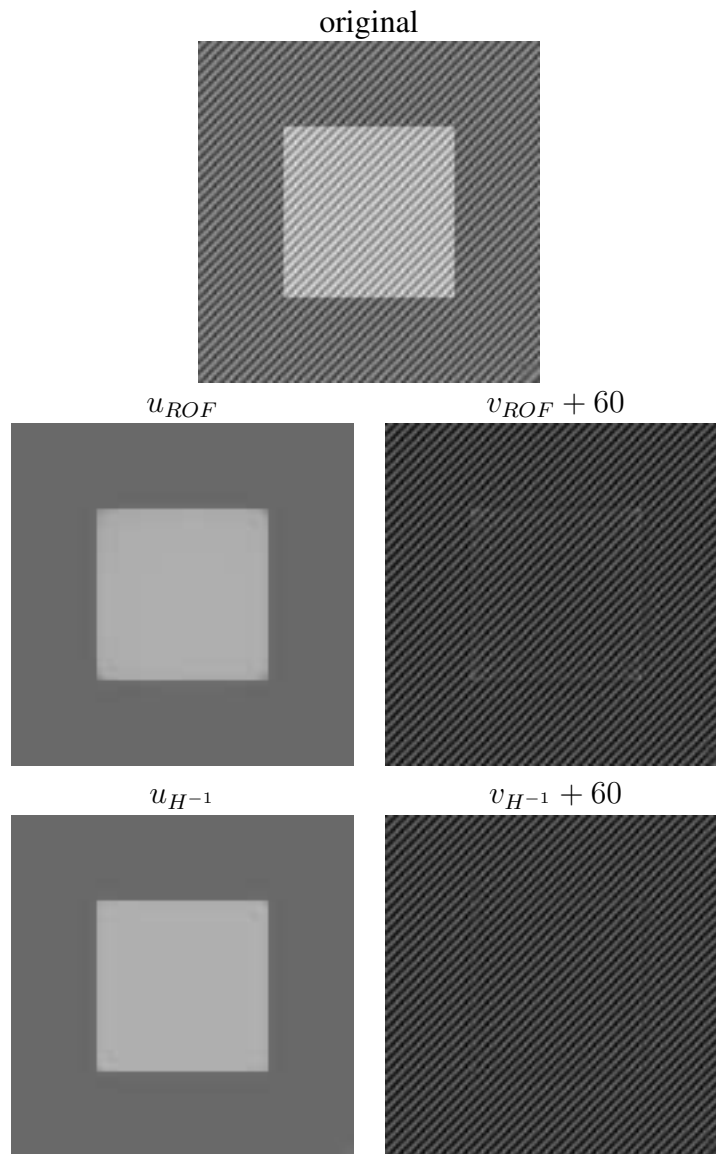 original
u_{ROF}
v_{ROF} + 60
u_{H^{-1}}
v_{H^{-1}} + 60